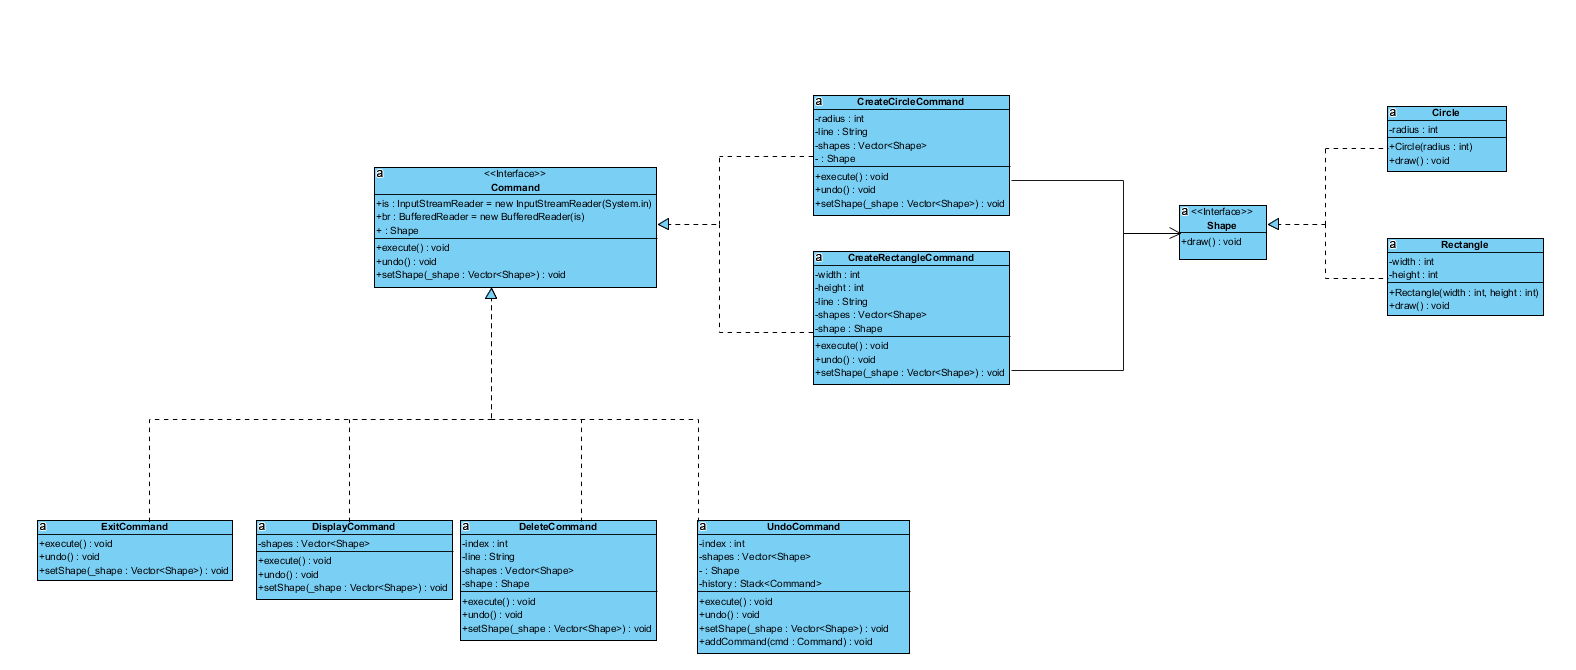 a <<Interface>>
Command
+is : InputStreamReader = new InputStreamReader(System.in)
+br : BufferedReader = new BufferedReader(is)
+ : Shape
+execute() : void
+undo() : void
+setShape(_shape : Vector<Shape>) : void
a CreateCircleCommand
-radius : int
-line : String
-shapes : Vector<Shape>
- : Shape
+execute() : void
+undo() : void
+setShape(_shape : Vector<Shape>) : void
a CreateRectangleCommand
-width : int
-height : int
-line : String
-shapes : Vector<Shape>
-shape : Shape
+execute() : void
+undo() : void
+setShape(_shape : Vector<Shape>) : void
a <<Interface>>
Shape
+draw() : void
a Circle
-radius : int
+Circle(radius : int)
+draw() : void
a Rectangle
-width : int
-height : int
+Rectangle(width : int, height : int)
+draw() : void
a ExitCommand
+execute() : void
+undo() : void
+setShape(_shape : Vector<Shape>) : void
a DisplayCommand
-shapes : Vector<Shape>
+execute() : void
+undo() : void
+setShape(_shape : Vector<Shape>) : void
a DeleteCommand
-index : int
-line : String
-shapes : Vector<Shape>
-shape : Shape
+execute() : void
+undo() : void
+setShape(_shape : Vector<Shape>) : void
a UndoCommand
-index : int
-shapes : Vector<Shape>
- : Shape
-history : Stack<Command>
+execute() : void
+undo() : void
+setShape(_shape : Vector<Shape>) : void
+addCommand(cmd : Command) : void